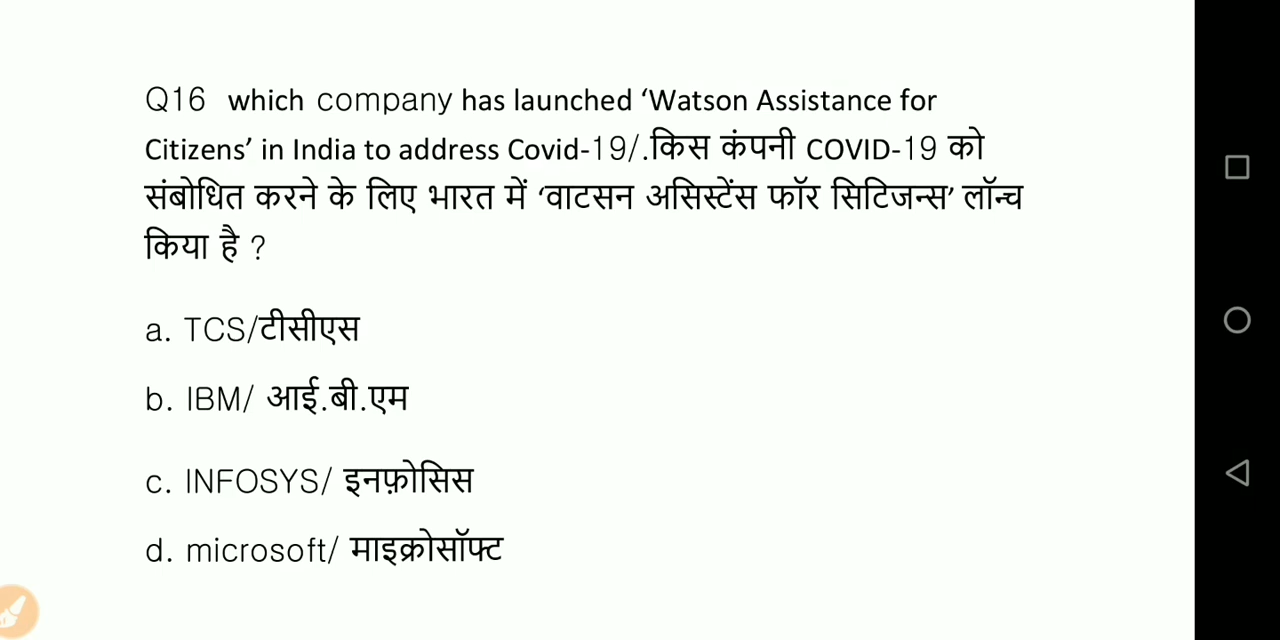 Q16 which company has launched ‘Watson Assistance for
Citizens’ in India to address Covid-19/.किस कंपनी COVID-19 को
संबोधित करने के लिए भारत में ‘वाटसन असिस्टेंस फॉर सिटिजन्स’ लॉन्च
किया है ?
a. TCS/टीसीएस
b. IBM/ आई.बी.एम
c. INFOSYS/ इनफ़ोसिस
d. microsoft/ माइक्रोसॉफ्ट